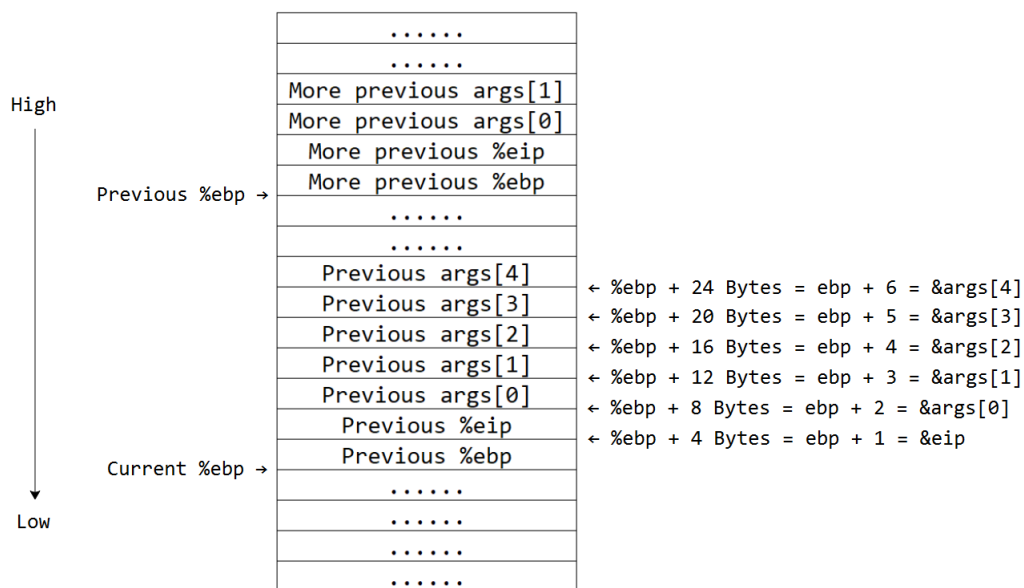 ......
......
More previous args[1]
High
More previous args[0]
More previous %eip
More previous %ebp
Previous %ebp →
......
......
Previous args[4]
← %ebp + 24 Bytes = ebp + 6 = &args[4]
Previous args[3]
← %ebp + 20 Bytes = ebp + 5 = &args[3]
Previous args[2]
← %ebp + 16 Bytes = ebp + 4 = &args[2]
Previous args[1]
← %ebp + 12 Bytes = ebp + 3 = &args[1]
Previous args[0]
← %ebp + 8 Bytes = ebp + 2 = &args[0]
Previous %eip
← %ebp + 4 Bytes = ebp + 1 = &eip
Previous %ebp
Current %ebp →
......
......
Low
......
......